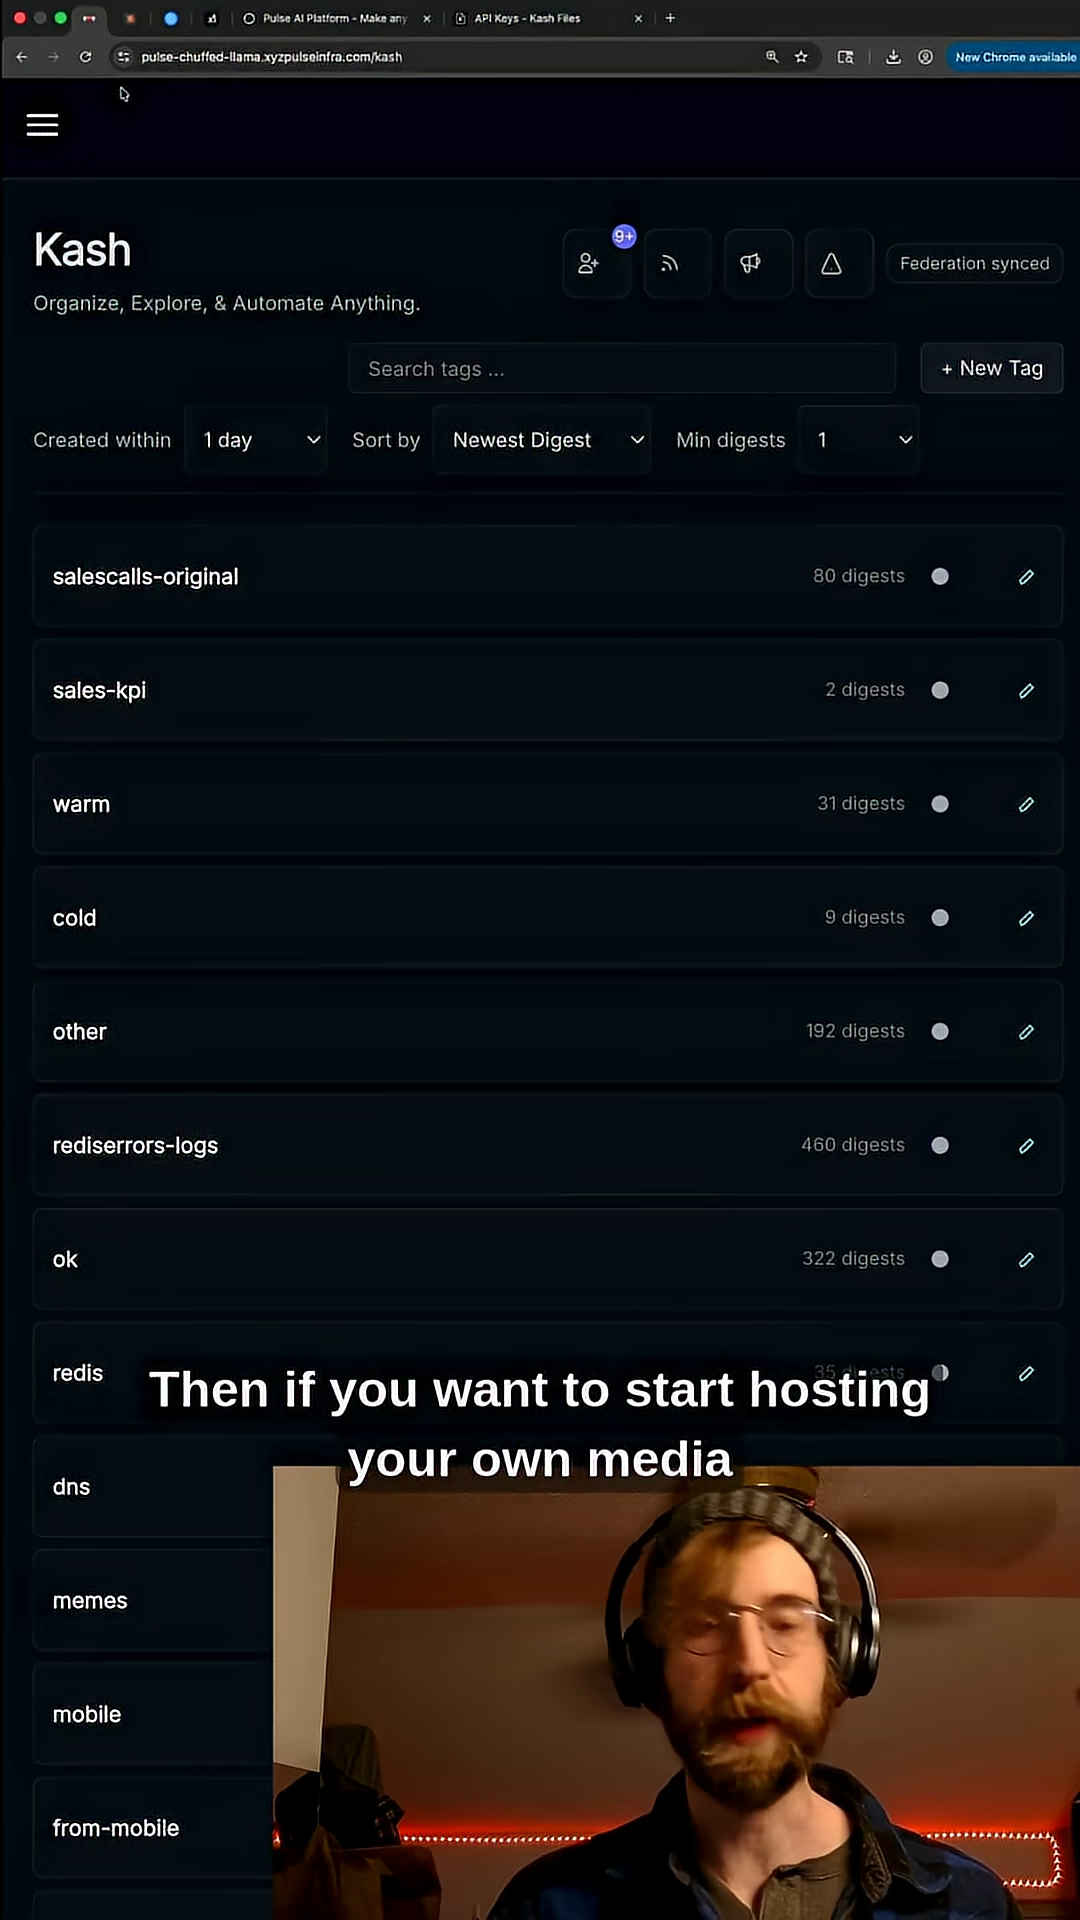 Pulse AI Platform - Make any
API Keys - Kash Files
pulse-chuffed-llama.xyzpulseinfra.com/kash
New Chrome available
Kash
9+
Federation synced
Organize, Explore, & Automate Anything.
Search tags ...
+ New Tag
Created within
1 day
Sort by
Newest Digest
Min digests
1
salescalls-original
80 digests
sales-kpi
2 digests
warm
31 digests
cold
9 digests
other
192 digests
rediserrors-logs
460 digests
ok
322 digests
redis
35 digests
Then if you want to start hosting
your own media
dns
memes
mobile
from-mobile